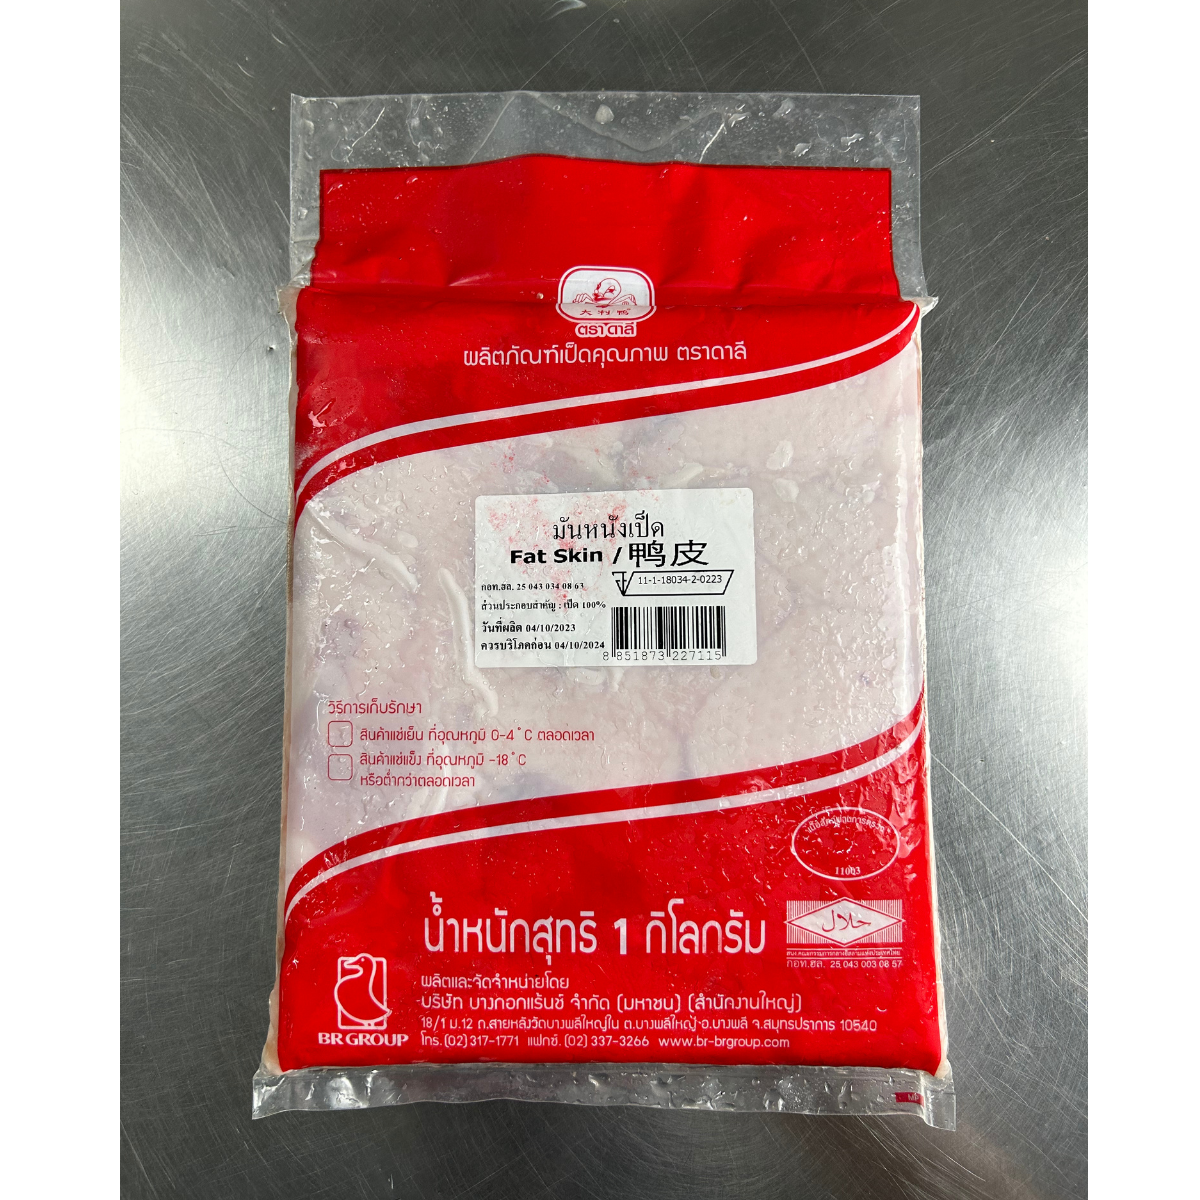 大利鴨
ตราดาลี
ผลิตภัณฑ์เป็ดคุณภาพ ตราดาลี
มันหนังเป็ด
Fat Skin / 鸭皮
กอท.ฮล. 25 043 034 08 63
11-1-18034-2-0223
ส่วนประกอบสำคัญ : เป็ด 100%
วันที่ผลิต 04/10/2023
ควรบริโภคก่อน 04/10/2024
8 851873 227115
วิธีการเก็บรักษา
สินค้าแช่เย็น ที่อุณหภูมิ 0-4°C ตลอดเวลา
สินค้าแช่แข็ง ที่อุณหภูมิ -18°C
หรือต่ำกว่าตลอดเวลา
11003
น้ำหนักสุทธิ 1 กิโลกรัม
حلال
กอท.ฮล. 25 043 003 08 57
ผลิตและจัดจำหน่ายโดย
บริษัท บางกอกแร้นช์ จำกัด (มหาชน) (สำนักงานใหญ่)
18/1 ม.12 ถ.สายหลังวัดบางพลีใหญ่ใน ต.บางพลีใหญ่ อ.บางพลี จ.สมุทรปราการ 10540
BR GROUP
โทร. (02) 317-1771 แฟกซ์. (02) 337-3266 www.br-brgroup.com